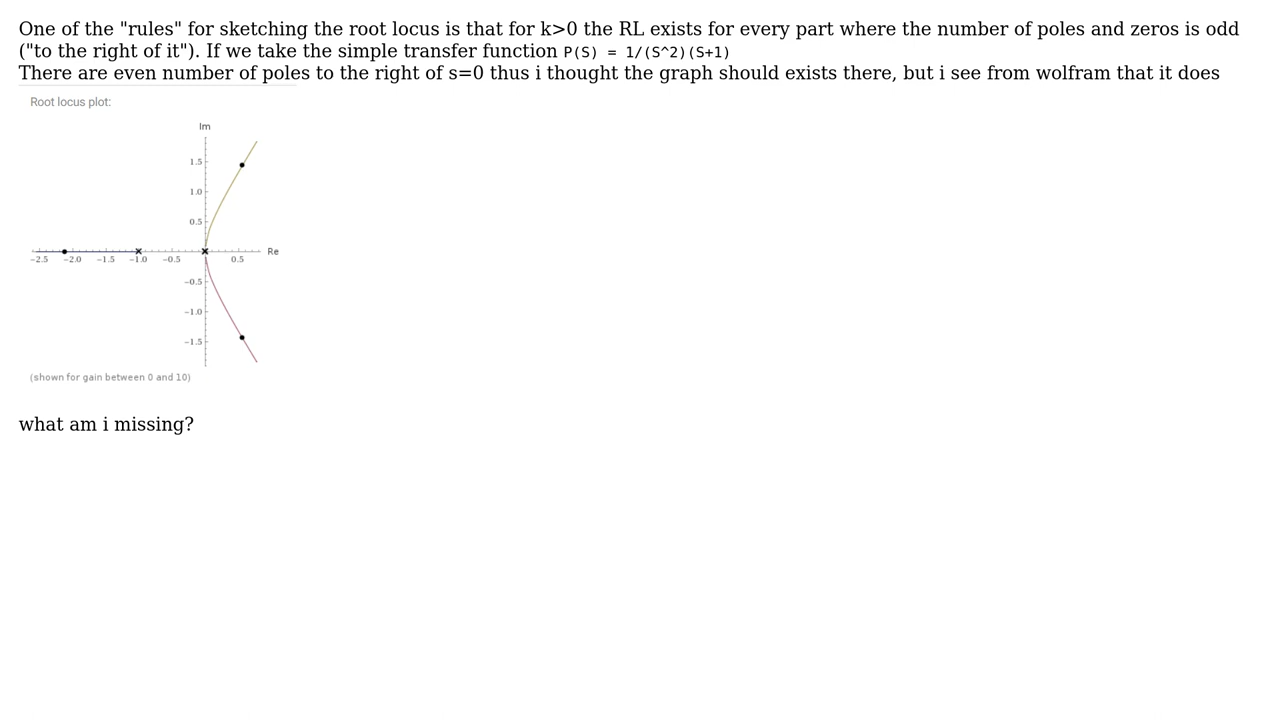 One of the "rules" for sketching the root locus is that for k>0 the RL exists for every part where the number of poles and zeros is odd
("to the right of it"). If we take the simple transfer function P(S) = 1/(S^2)(S+1)
There are even number of poles to the right of s=0 thus i thought the graph should exists there, but i see from wolfram that it does
Root locus plot:
Im
1.5
1.0
0.5
Re
−2.5 −2.0 −1.5 −1.0 −0.5 0.5
−0.5
−1.0
−1.5
(shown for gain between 0 and 10)
what am i missing?